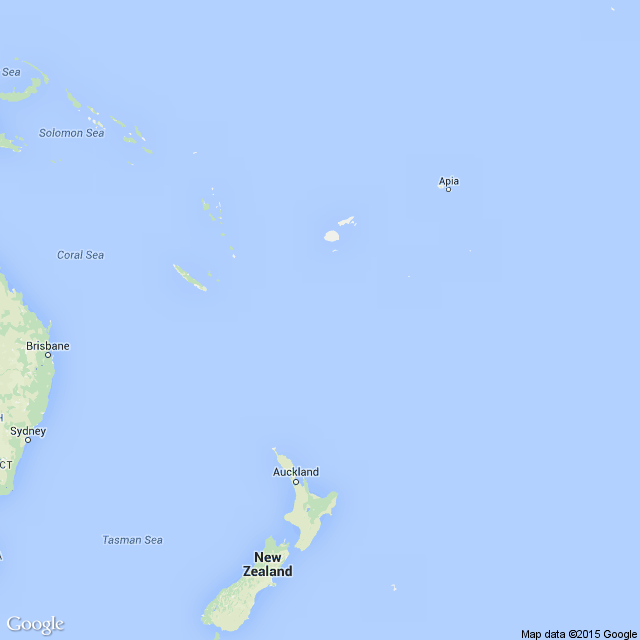 Sea
Solomon Sea
Apia
Coral Sea
Brisbane
H
Sydney
CT
Auckland
Tasman Sea
New
Zealand
A
Google
Map data ©2015 Google